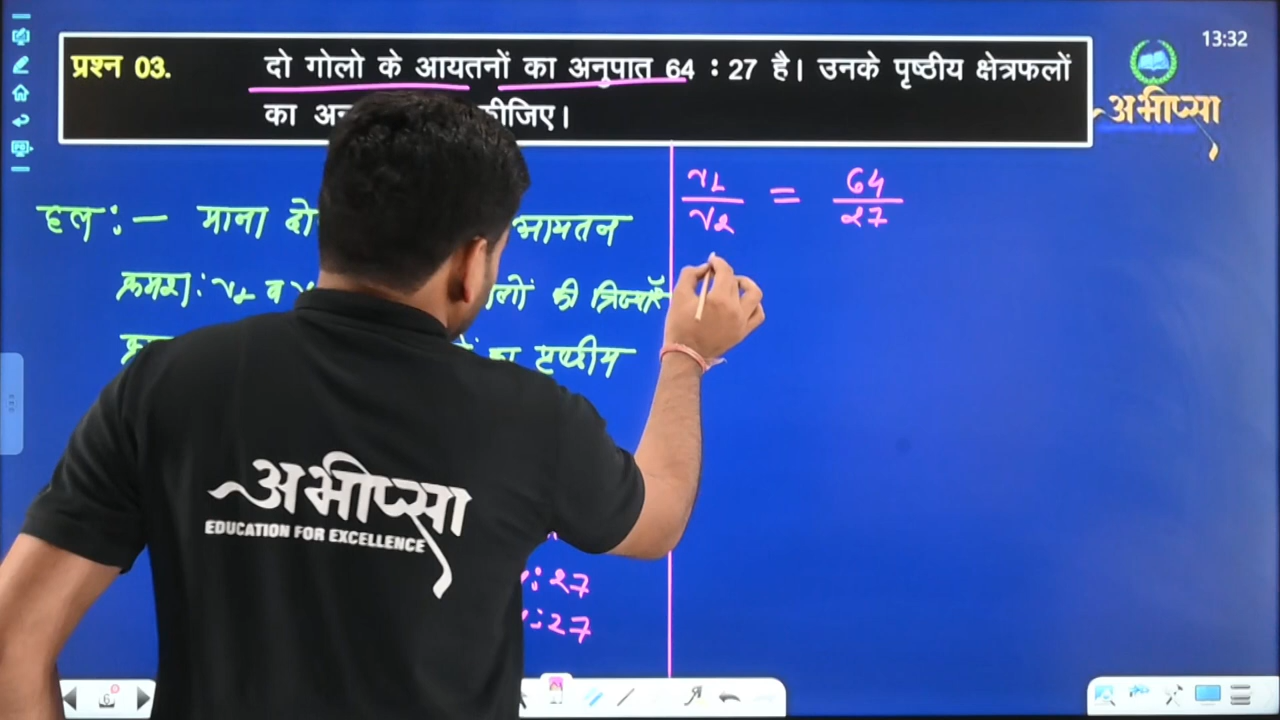 13:32
प्रश्न 03. दो गोलो के आयतनों का अनुपात 64 : 27 है। उनके पृष्ठीय क्षेत्रफलों
का कीजिए।
अभीप्सा
हल :— माना दो आयतन
क्रमश: v₁ व की त्रिज्याएँ
का पृष्ठीय
: 27
: 27
v₁/v₂ = 64/27
अभीप्सा
EDUCATION FOR EXCELLENCE